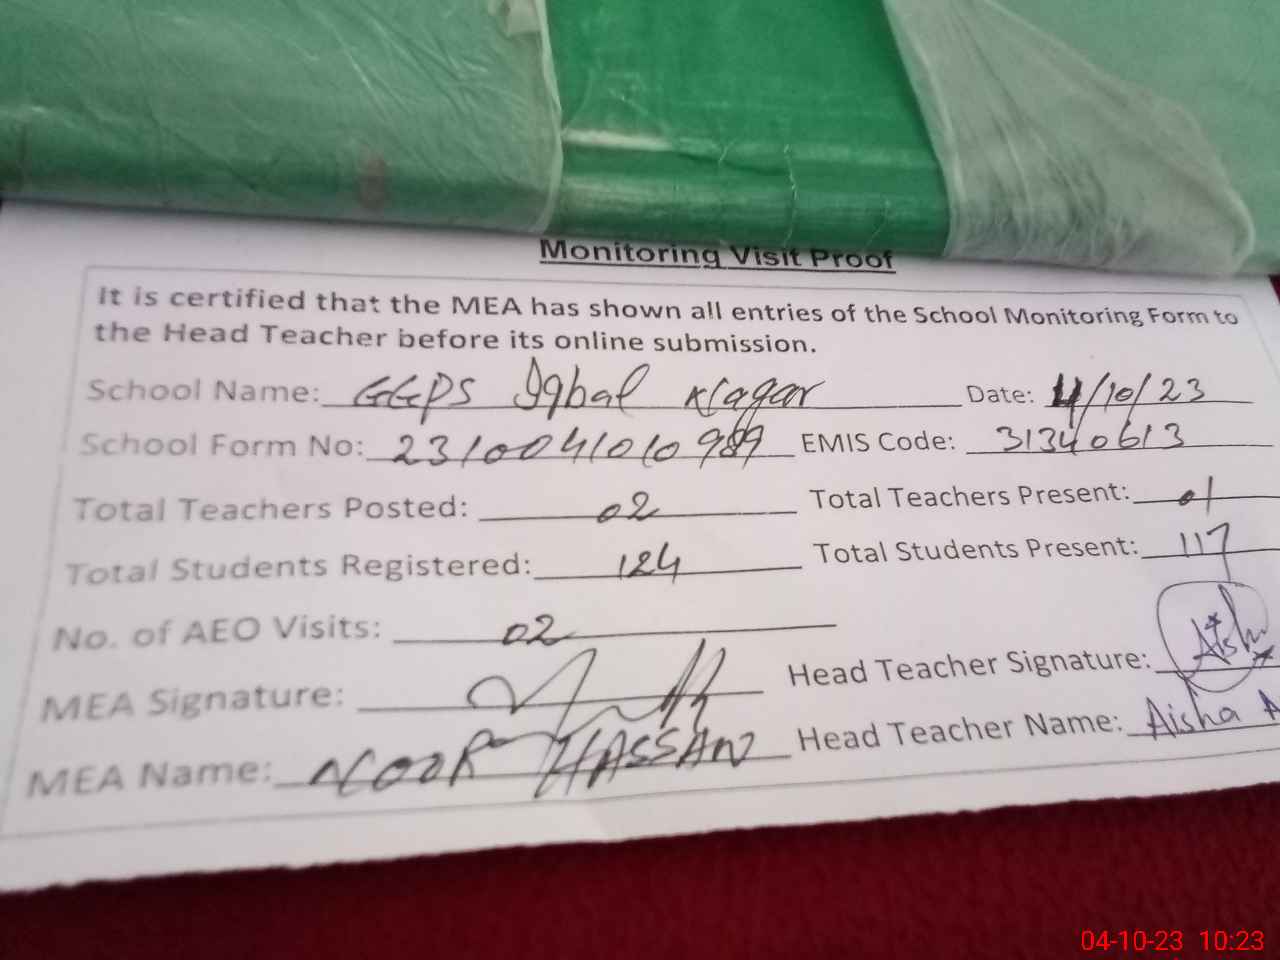 Monitoring Visit Proof
It is certified that the MEA has shown all entries of the School Monitoring Form to
the Head Teacher before its online submission.
School Name: GGPS Iqbal Nagar Date: 4/10/23
School Form No: 2310041010989 EMIS Code: 31340613
Total Teachers Posted: 02 Total Teachers Present: 01
Total Students Registered: 124 Total Students Present: 117
No. of AEO Visits: 02
MEA Signature: Head Teacher Signature: Aisha
MEA Name: NOOR HASSAN Head Teacher Name: Aisha A
04-10-23 10:23